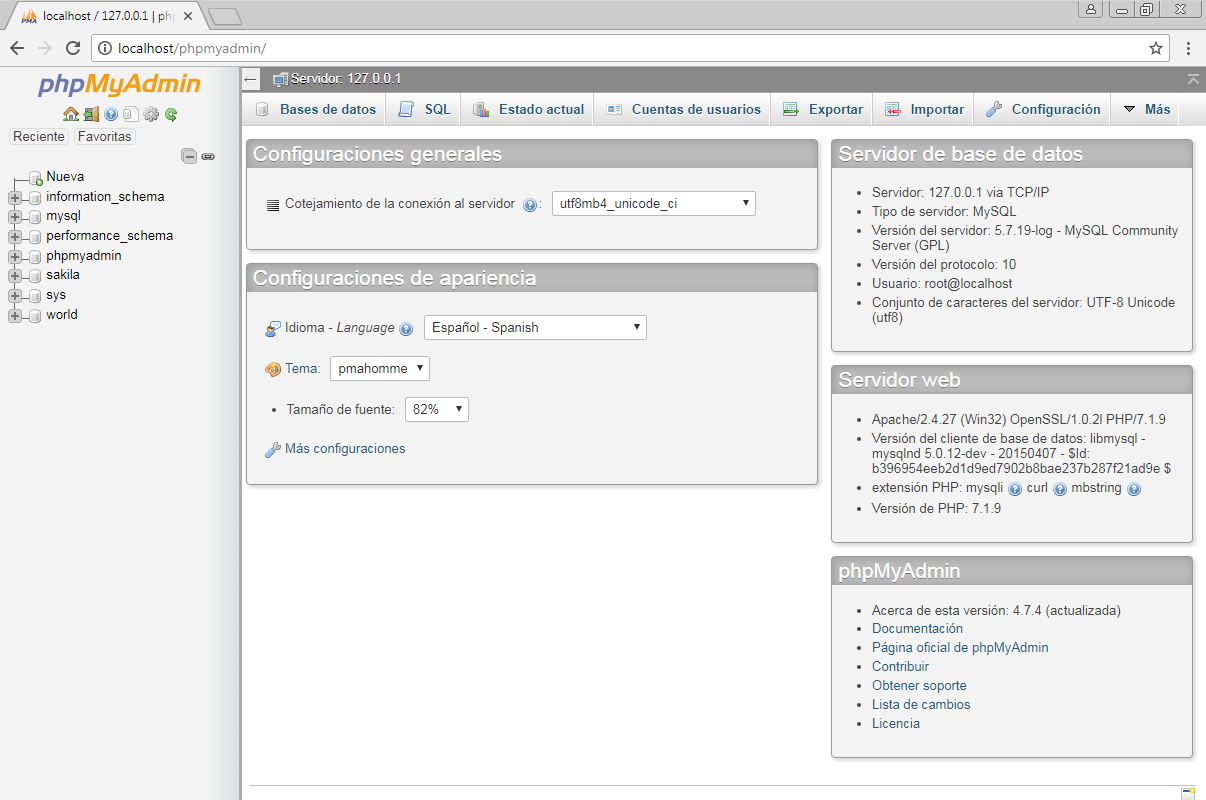 localhost / 127.0.0.1 | ph
localhost/phpmyadmin/
phpMyAdmin
Reciente Favoritas
Nueva
information_schema
mysql
performance_schema
phpmyadmin
sakila
sys
world
Servidor: 127.0.0.1
Bases de datos SQL Estado actual Cuentas de usuarios Exportar Importar Configuración Más
Configuraciones generales
Cotejamiento de la conexión al servidor : utf8mb4_unicode_ci
Configuraciones de apariencia
Idioma - Language Español - Spanish
Tema: pmahomme
Tamaño de fuente: 82%
Más configuraciones
Servidor de base de datos
Servidor: 127.0.0.1 via TCP/IP
Tipo de servidor: MySQL
Versión del servidor: 5.7.19-log - MySQL Community
Server (GPL)
Versión del protocolo: 10
Usuario: root@localhost
Conjunto de caracteres del servidor: UTF-8 Unicode
(utf8)
Servidor web
Apache/2.4.27 (Win32) OpenSSL/1.0.2l PHP/7.1.9
Versión del cliente de base de datos: libmysql -
mysqlnd 5.0.12-dev - 20150407 - $Id:
b396954eeb2d1d9ed7902b8bae237b287f21ad9e $
extensión PHP: mysqli curl mbstring
Versión de PHP: 7.1.9
phpMyAdmin
Acerca de esta versión: 4.7.4 (actualizada)
Documentación
Página oficial de phpMyAdmin
Contribuir
Obtener soporte
Lista de cambios
Licencia